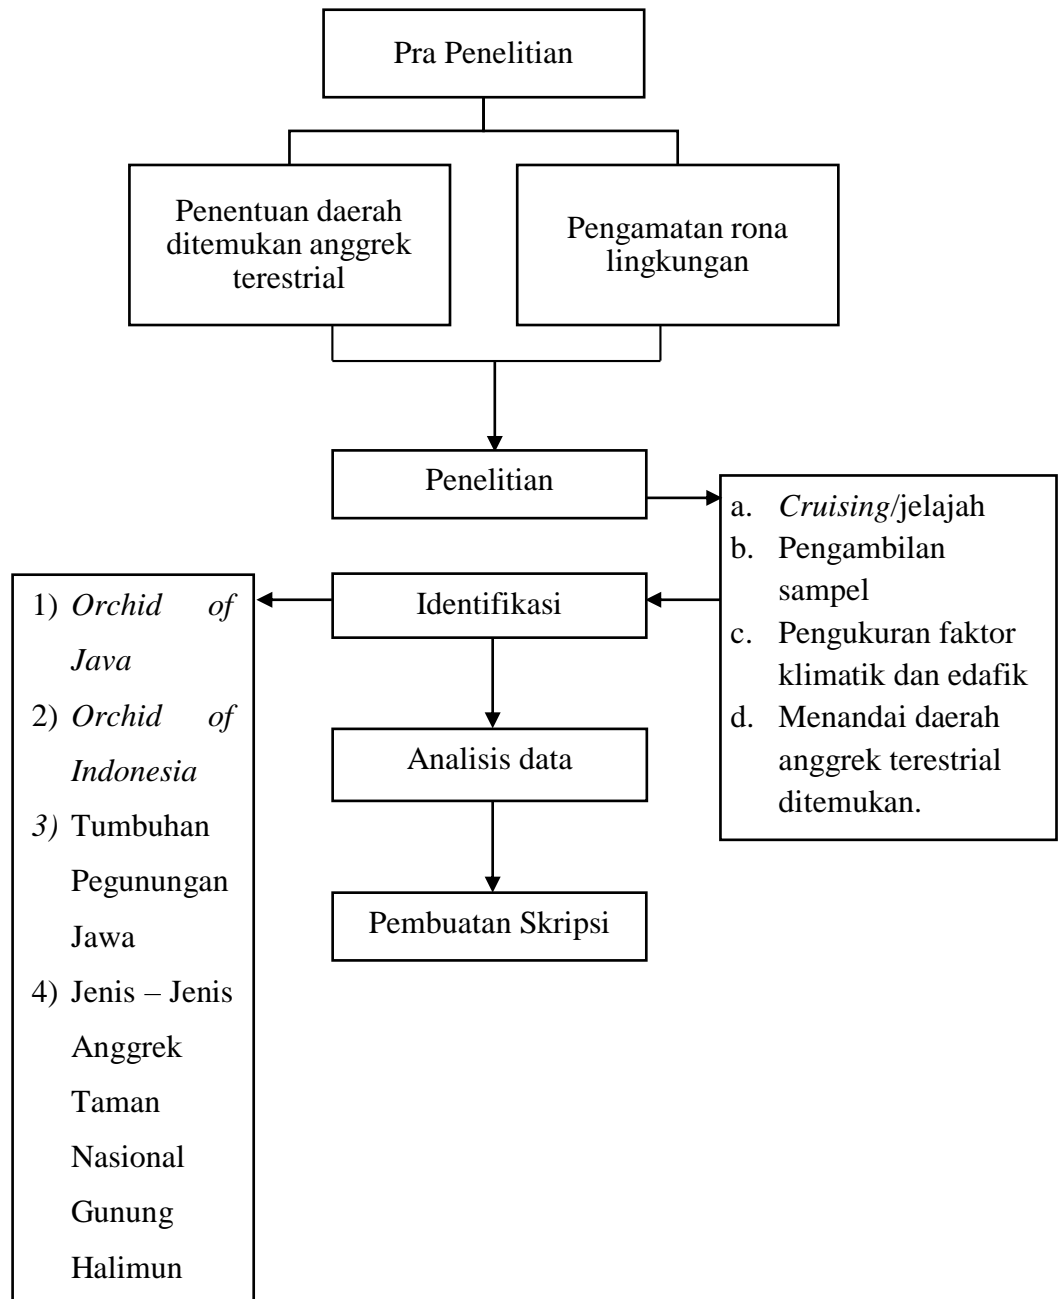 Pra Penelitian
Penentuan daerah
ditemukan anggrek
terestrial
Pengamatan rona
lingkungan
Penelitian
a. Cruising/jelajah
b. Pengambilan
sampel
c. Pengukuran faktor
klimatik dan edafik
d. Menandai daerah
anggrek terestrial
ditemukan.
Identifikasi
1) Orchid of
Java
2) Orchid of
Indonesia
3) Tumbuhan
Pegunungan
Jawa
4) Jenis – Jenis
Anggrek
Taman
Nasional
Gunung
Halimun
Analisis data
Pembuatan Skripsi